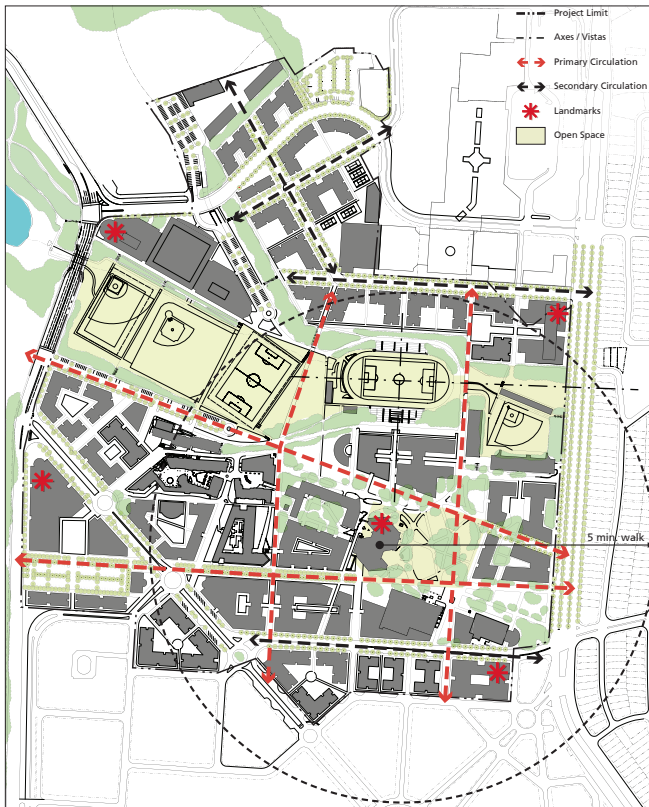 Project Limit
Axes / Vistas
Primary Circulation
Secondary Circulation
Landmarks
Open Space
5 min. walk